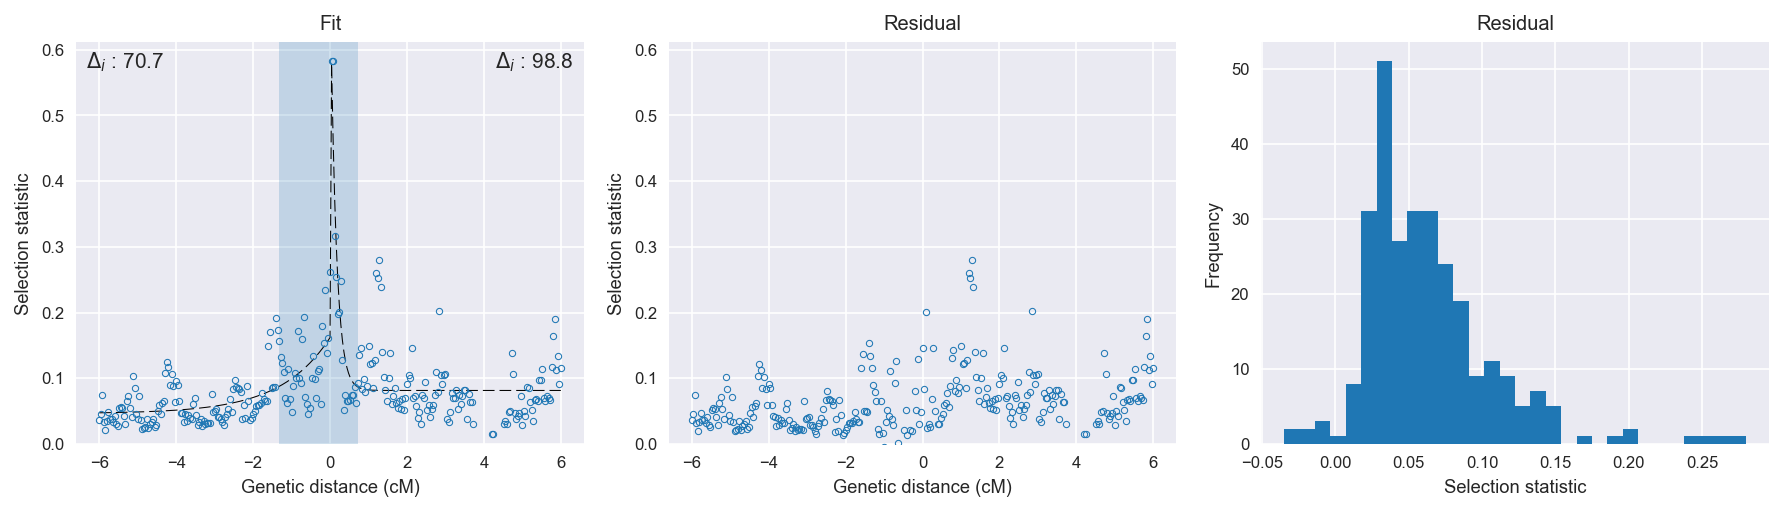 Fit
Δi : 70.7
Δi : 98.8
Selection statistic
0.6
0.5
0.4
0.3
0.2
0.1
0.0
−6 −4 −2 0 2 4 6
Genetic distance (cM)
Residual
Selection statistic
0.6
0.5
0.4
0.3
0.2
0.1
0.0
−6 −4 −2 0 2 4 6
Genetic distance (cM)
Residual
Frequency
50
40
30
20
10
0
−0.05 0.00 0.05 0.10 0.15 0.20 0.25
Selection statistic